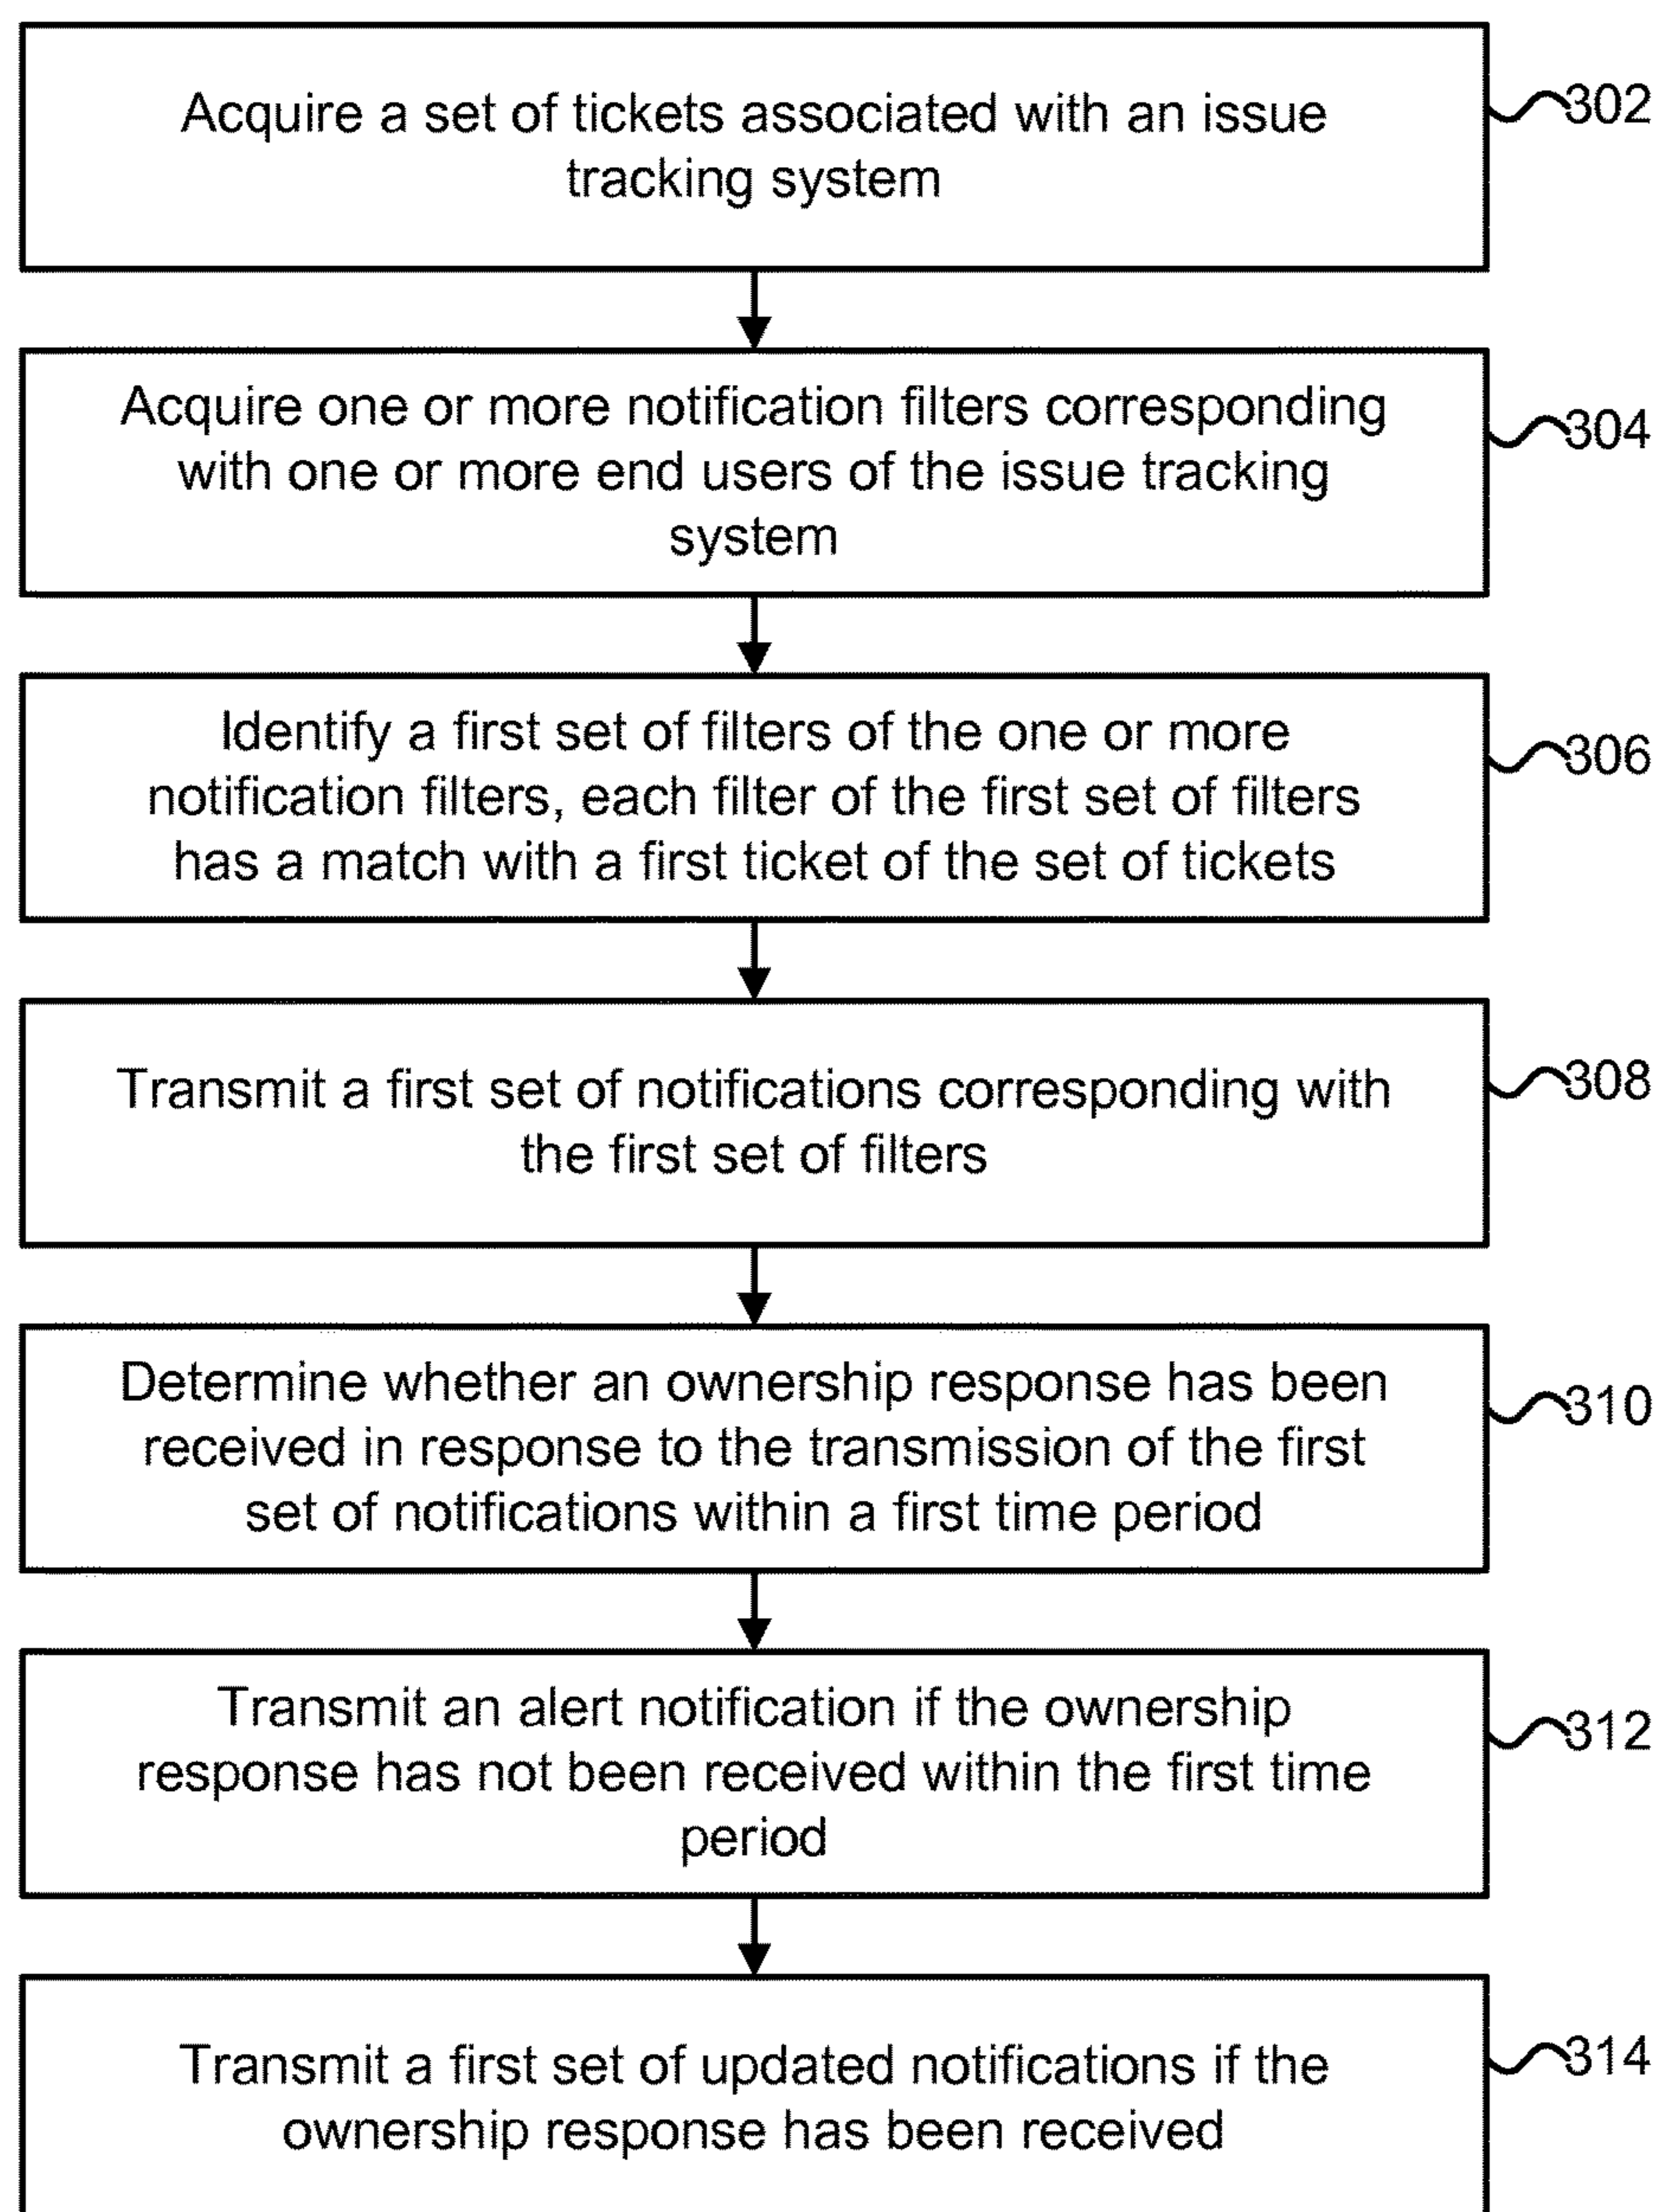 Acquire a set of tickets associated with an issue
tracking system
302
Acquire one or more notification filters corresponding
with one or more end users of the issue tracking
system
304
Identify a first set of filters of the one or more
notification filters, each filter of the first set of filters
has a match with a first ticket of the set of tickets
306
Transmit a first set of notifications corresponding with
the first set of filters
308
Determine whether an ownership response has been
received in response to the transmission of the first
set of notifications within a first time period
310
Transmit an alert notification if the ownership
response has not been received within the first time
period
312
Transmit a first set of updated notifications if the
ownership response has been received
314